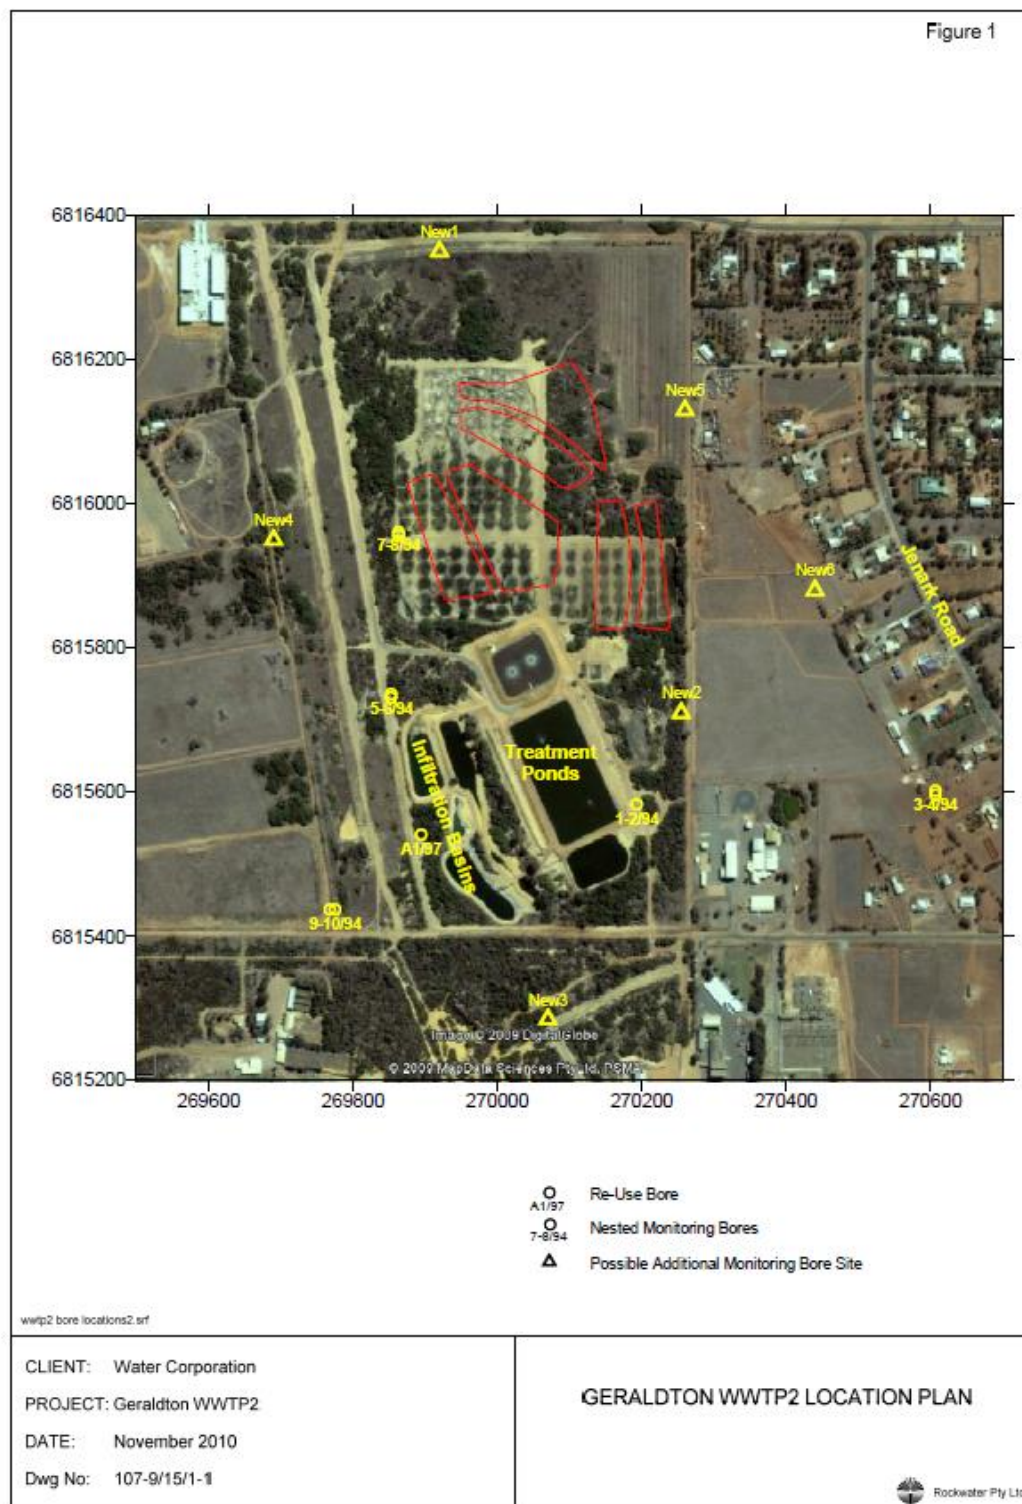 Figure 1
6816400
New1
6816200
New5
6816000
New4
7-8/94
New6
Jenark Road
6815800
5-6/94
New2
Infiltration Basins
Treatment
Ponds
6815600
1-2/94
3-4/94
A1/97
9-10/94
6815400
New3
Image © 2009 DigitalGlobe
© 2009 MapData Sciences Pty Ltd, PSMA
6815200
269600 269800 270000 270200 270400 270600
A1/97 Re-Use Bore
7-8/94 Nested Monitoring Bores
Possible Additional Monitoring Bore Site
wwtp2 bore locations2.srf
CLIENT: Water Corporation
PROJECT: Geraldton WWTP2
DATE: November 2010
Dwg No: 107-9/15/1-1
GERALDTON WWTP2 LOCATION PLAN
Rockwater Pty Ltd